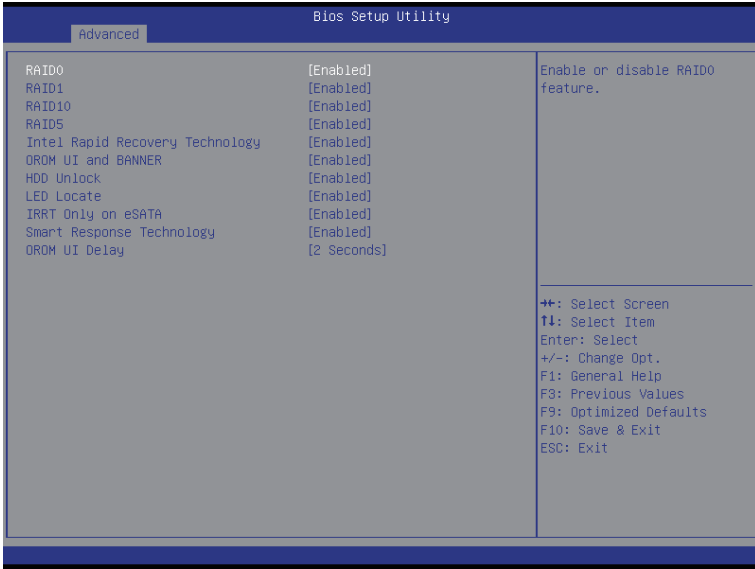 Bios Setup Utility
Advanced
RAID0 [Enabled]
RAID1 [Enabled]
RAID10 [Enabled]
RAID5 [Enabled]
Intel Rapid Recovery Technology [Enabled]
OROM UI and BANNER [Enabled]
HDD Unlock [Enabled]
LED Locate [Enabled]
IRRT Only on eSATA [Enabled]
Smart Response Technology [Enabled]
OROM UI Delay [2 Seconds]
Enable or disable RAID0
feature.
→←: Select Screen
↑↓: Select Item
Enter: Select
+/-: Change Opt.
F1: General Help
F3: Previous Values
F9: Optimized Defaults
F10: Save & Exit
ESC: Exit